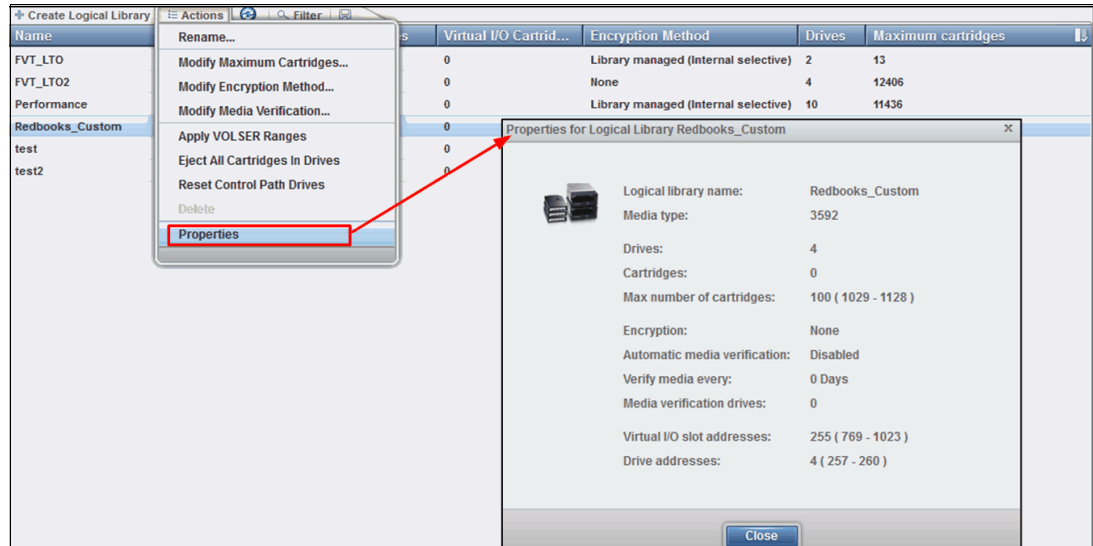 Create Logical Library Actions Filter
Name s Virtual I/O Cartrid... Encryption Method Drives Maximum cartridges
FVT_LTO 0 Library managed (Internal selective) 2 13
FVT_LTO2 0 None 4 12406
Performance 0 Library managed (Internal selective) 10 11436
Redbooks_Custom 0
test 0
test2 0
Rename...
Modify Maximum Cartridges...
Modify Encryption Method...
Modify Media Verification...
Apply VOLSER Ranges
Eject All Cartridges In Drives
Reset Control Path Drives
Delete
Properties
Properties for Logical Library Redbooks_Custom x
Logical library name: Redbooks_Custom
Media type: 3592
Drives: 4
Cartridges: 0
Max number of cartridges: 100 ( 1029 - 1128 )
Encryption: None
Automatic media verification: Disabled
Verify media every: 0 Days
Media verification drives: 0
Virtual I/O slot addresses: 255 ( 769 - 1023 )
Drive addresses: 4 ( 257 - 260 )
Close